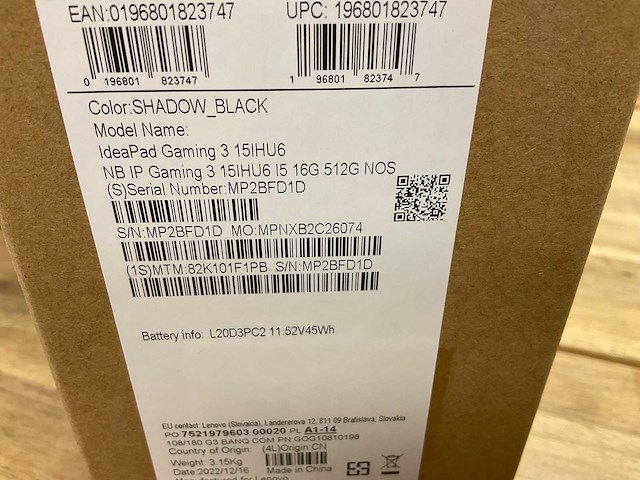 EAN:0196801823747 UPC: 196801823747
0 196801 823747 1 96801 82374 7
Color:SHADOW_BLACK
Model Name:
IdeaPad Gaming 3 15IHU6
NB IP Gaming 3 15IHU6 I5 16G 512G NOS
(S)Serial Number:MP2BFD1D
S/N:MP2BFD1D MO:MPNXB2C26074
(1S)MTM:82K101F1PB S/N:MP2BFD1D
Battery info: L20D3PC2 11.52V45Wh
EU contact: Lenovo (Slovakia), Landererova 12, 811 09 Bratislava, Slovakia
PO:7521979603 00020 PL A1-14
108/180 G3 BANQ COM PN:GOG10810198
Country of Origin: (4L)Origin:CN
Weight: 3.15Kg
Date:2022/12/16 Made in China
Manufactured for Lenovo